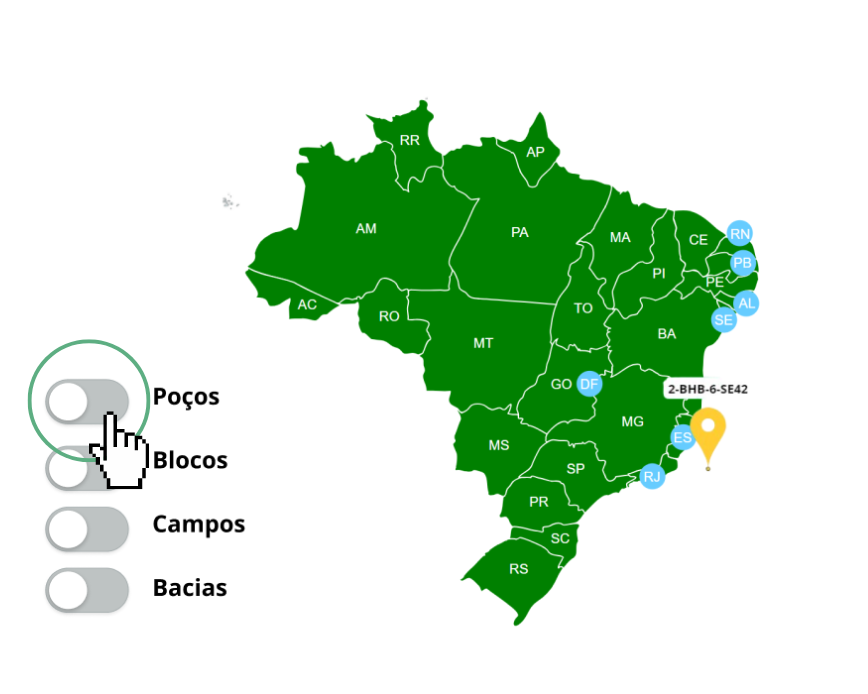 RR
AP
AM
PA
MA
CE
RN
PB
PI
PE
AC
RO
TO
AL
SE
BA
MT
GO
DF
2-BHB-6-SE42
Poços
MG
ES
MS
Blocos
SP
RJ
PR
Campos
SC
RS
Bacias